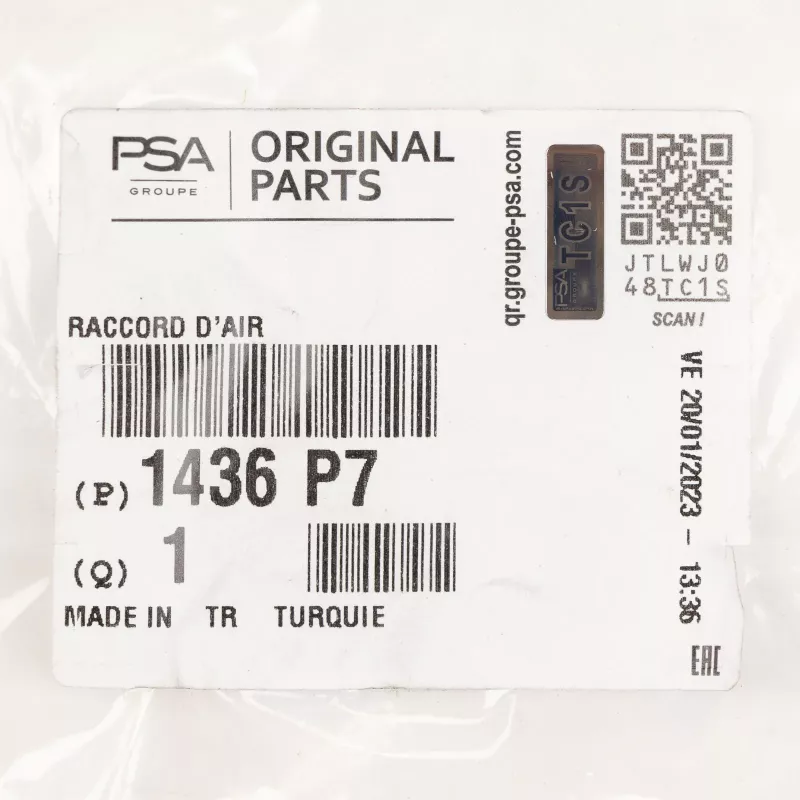 PSA
GROUPE
ORIGINAL
PARTS
qr.groupe-psa.com
PSA
GROUPE
TC1S
JTLWJ0
48TC1S
SCAN!
RACCORD D'AIR
(P) 1436 P7
(Q) 1
MADE IN TR TURQUIE
VE 20/01/2023 - 13:36
EAC